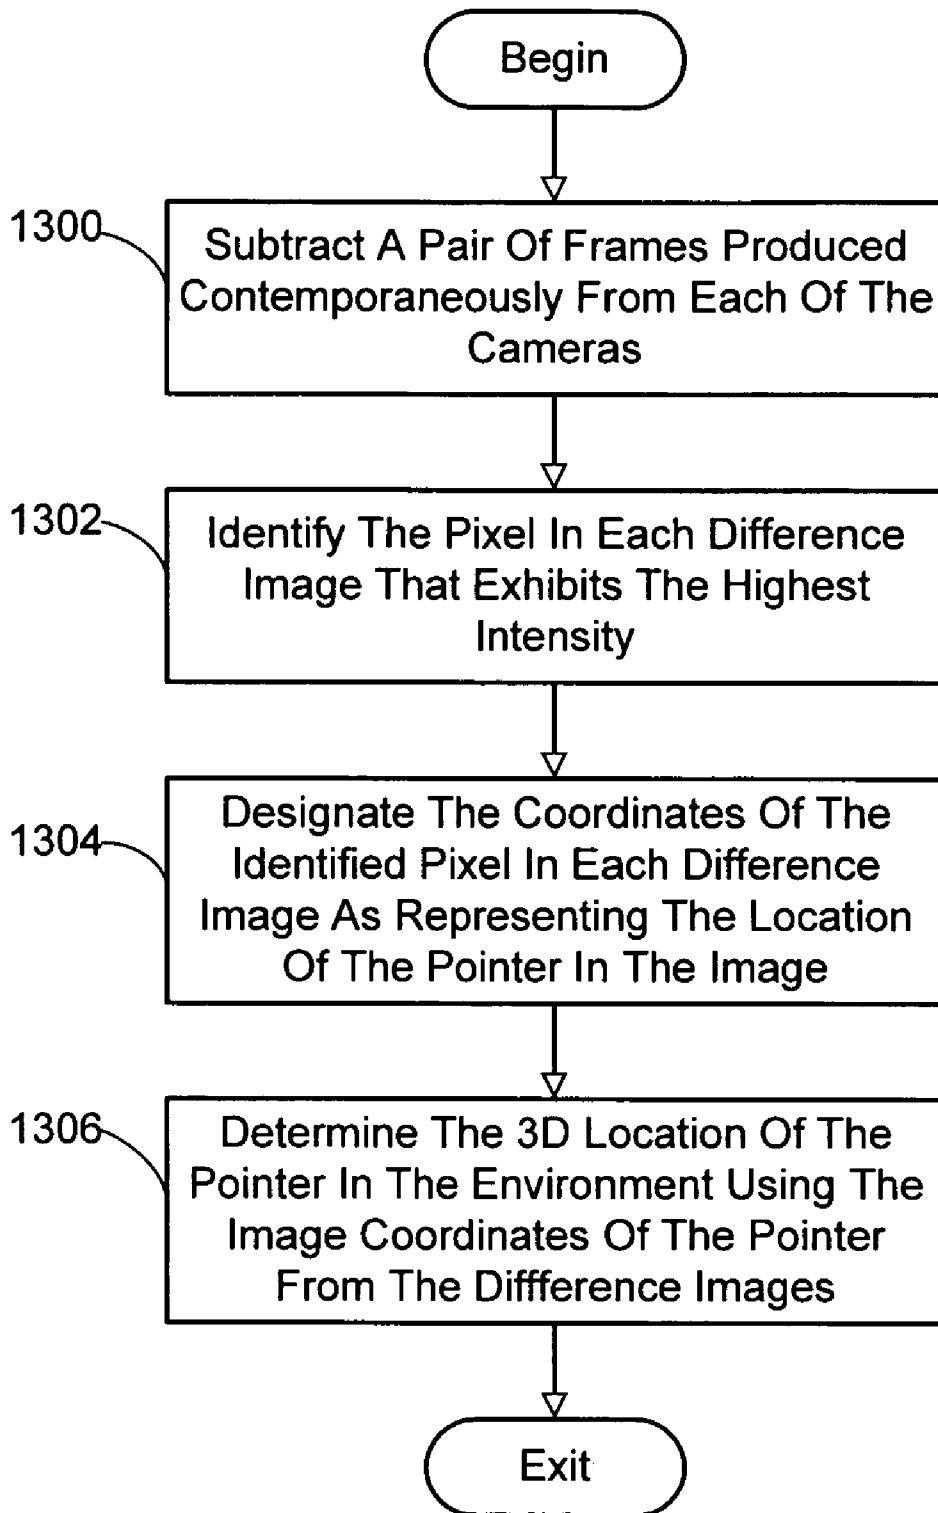 Begin
1300
Subtract A Pair Of Frames Produced
Contemporaneously From Each Of The
Cameras
1302
Identify The Pixel In Each Difference
Image That Exhibits The Highest
Intensity
1304
Designate The Coordinates Of The
Identified Pixel In Each Difference
Image As Representing The Location
Of The Pointer In The Image
1306
Determine The 3D Location Of The
Pointer In The Environment Using The
Image Coordinates Of The Pointer
From The Diffference Images
Exit